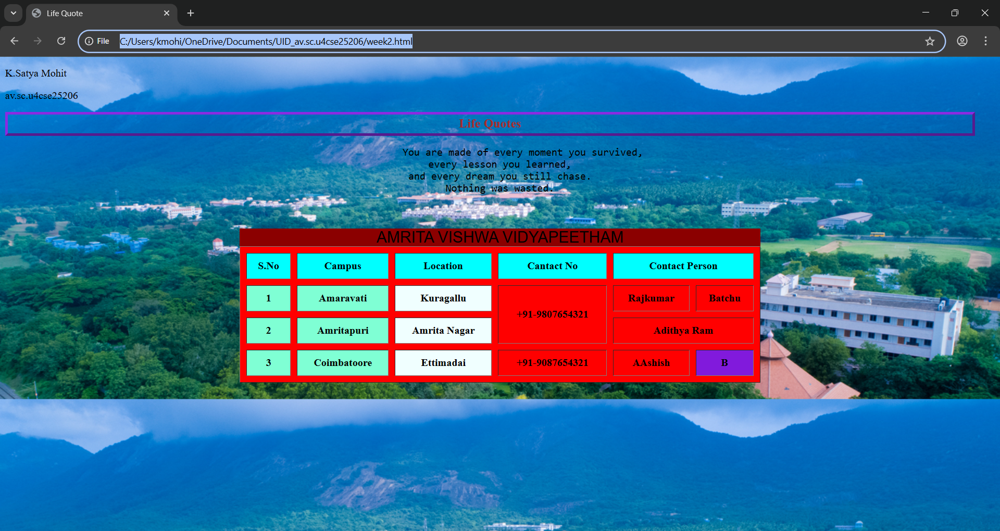 Life Quote
File C:/Users/kmohi/OneDrive/Documents/UID_av.sc.u4cse25206/week2.html
K.Satya Mohit
av.sc.u4cse25206
Life Quotes
You are made of every moment you survived,
every lesson you learned,
and every dream you still chase.
Nothing was wasted.
AMRITA VISHWA VIDYAPEETHAM
S.No Campus Location Cantact No Contact Person
1 Amaravati Kuragallu +91-9807654321 Rajkumar Batchu
2 Amritapuri Amrita Nagar Adithya Ram
3 Coimbatoore Ettimadai +91-9087654321 AAshish B